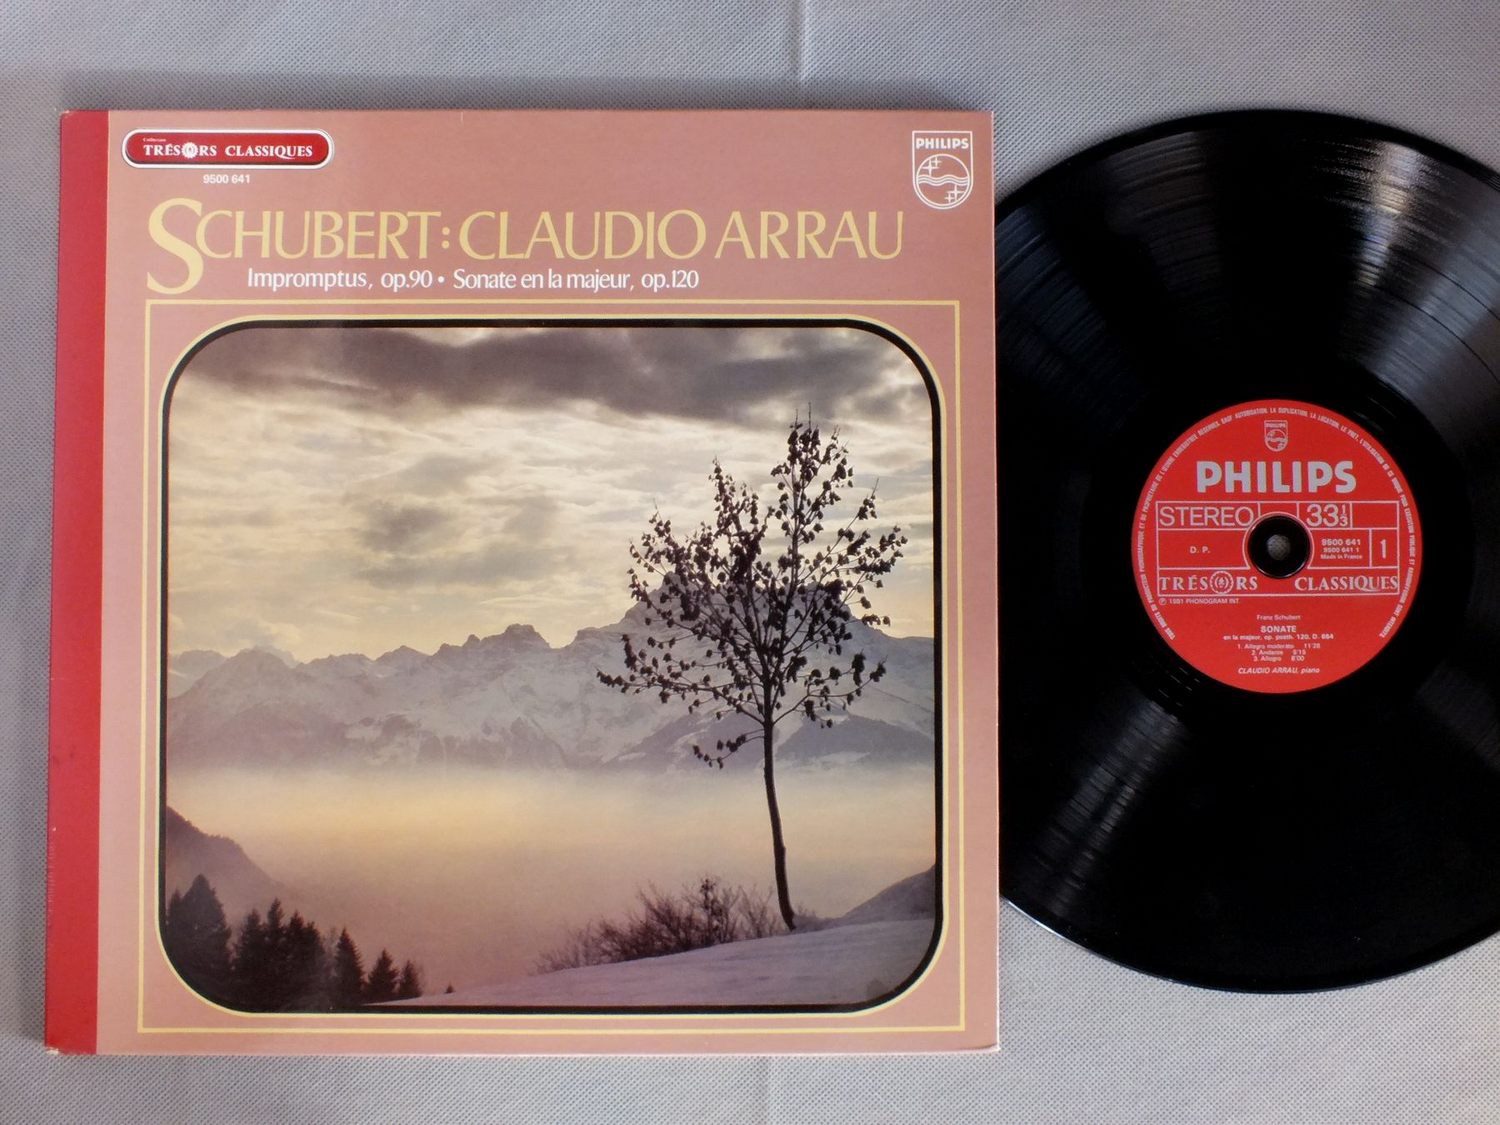 Collection
TRÉSORS CLASSIQUES
9500 641
PHILIPS
SCHUBERT: CLAUDIO ARRAU
Impromptus, op.90 • Sonate en la majeur, op.120
PHILIPS
PHILIPS
STEREO
33 1/3
D. P.
9500 641
9500 641 1
Made in France
1
TRÉSORS CLASSIQUES
℗ 1981 PHONOGRAM INT.
Franz Schubert
SONATE
en la majeur, op. posth. 120, D. 664
1. Allegro moderato 11'28
2. Andante 5'15
3. Allegro 8'00
CLAUDIO ARRAU, piano